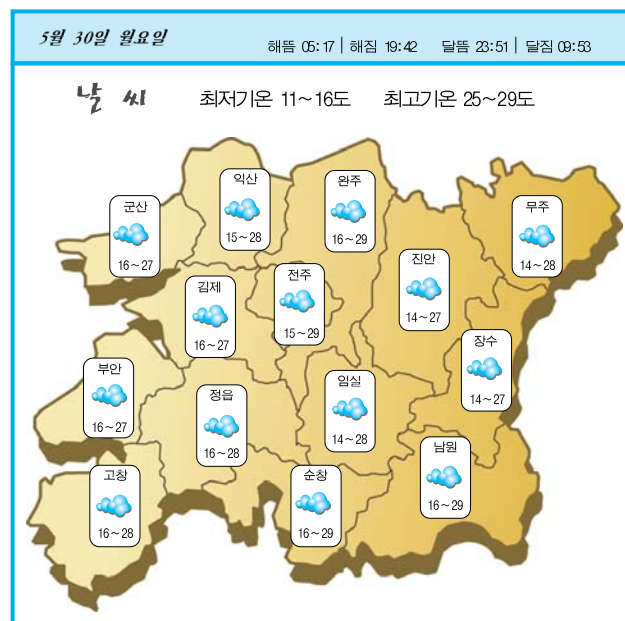 5월 30일 월요일
해뜸 05:17 | 해짐 19:42 달뜸 23:51 | 달짐 09:53
날 씨 최저기온 11~16도 최고기온 25~29도
익산
15~28
완주
16~29
군산
16~27
무주
14~28
진안
14~27
김제
16~27
전주
15~29
장수
14~27
부안
16~27
정읍
16~28
임실
14~28
남원
16~29
고창
16~28
순창
16~29